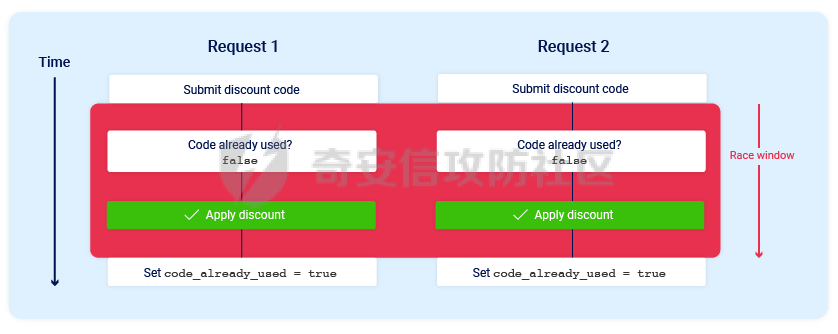 Request 1
Request 2
Time
Submit discount code
Submit discount code
Code already used?
false
Code already used?
false
Race window
奇安信攻防社区
Apply discount
Apply discount
Set code_already_used = true
Set code_already_used = true